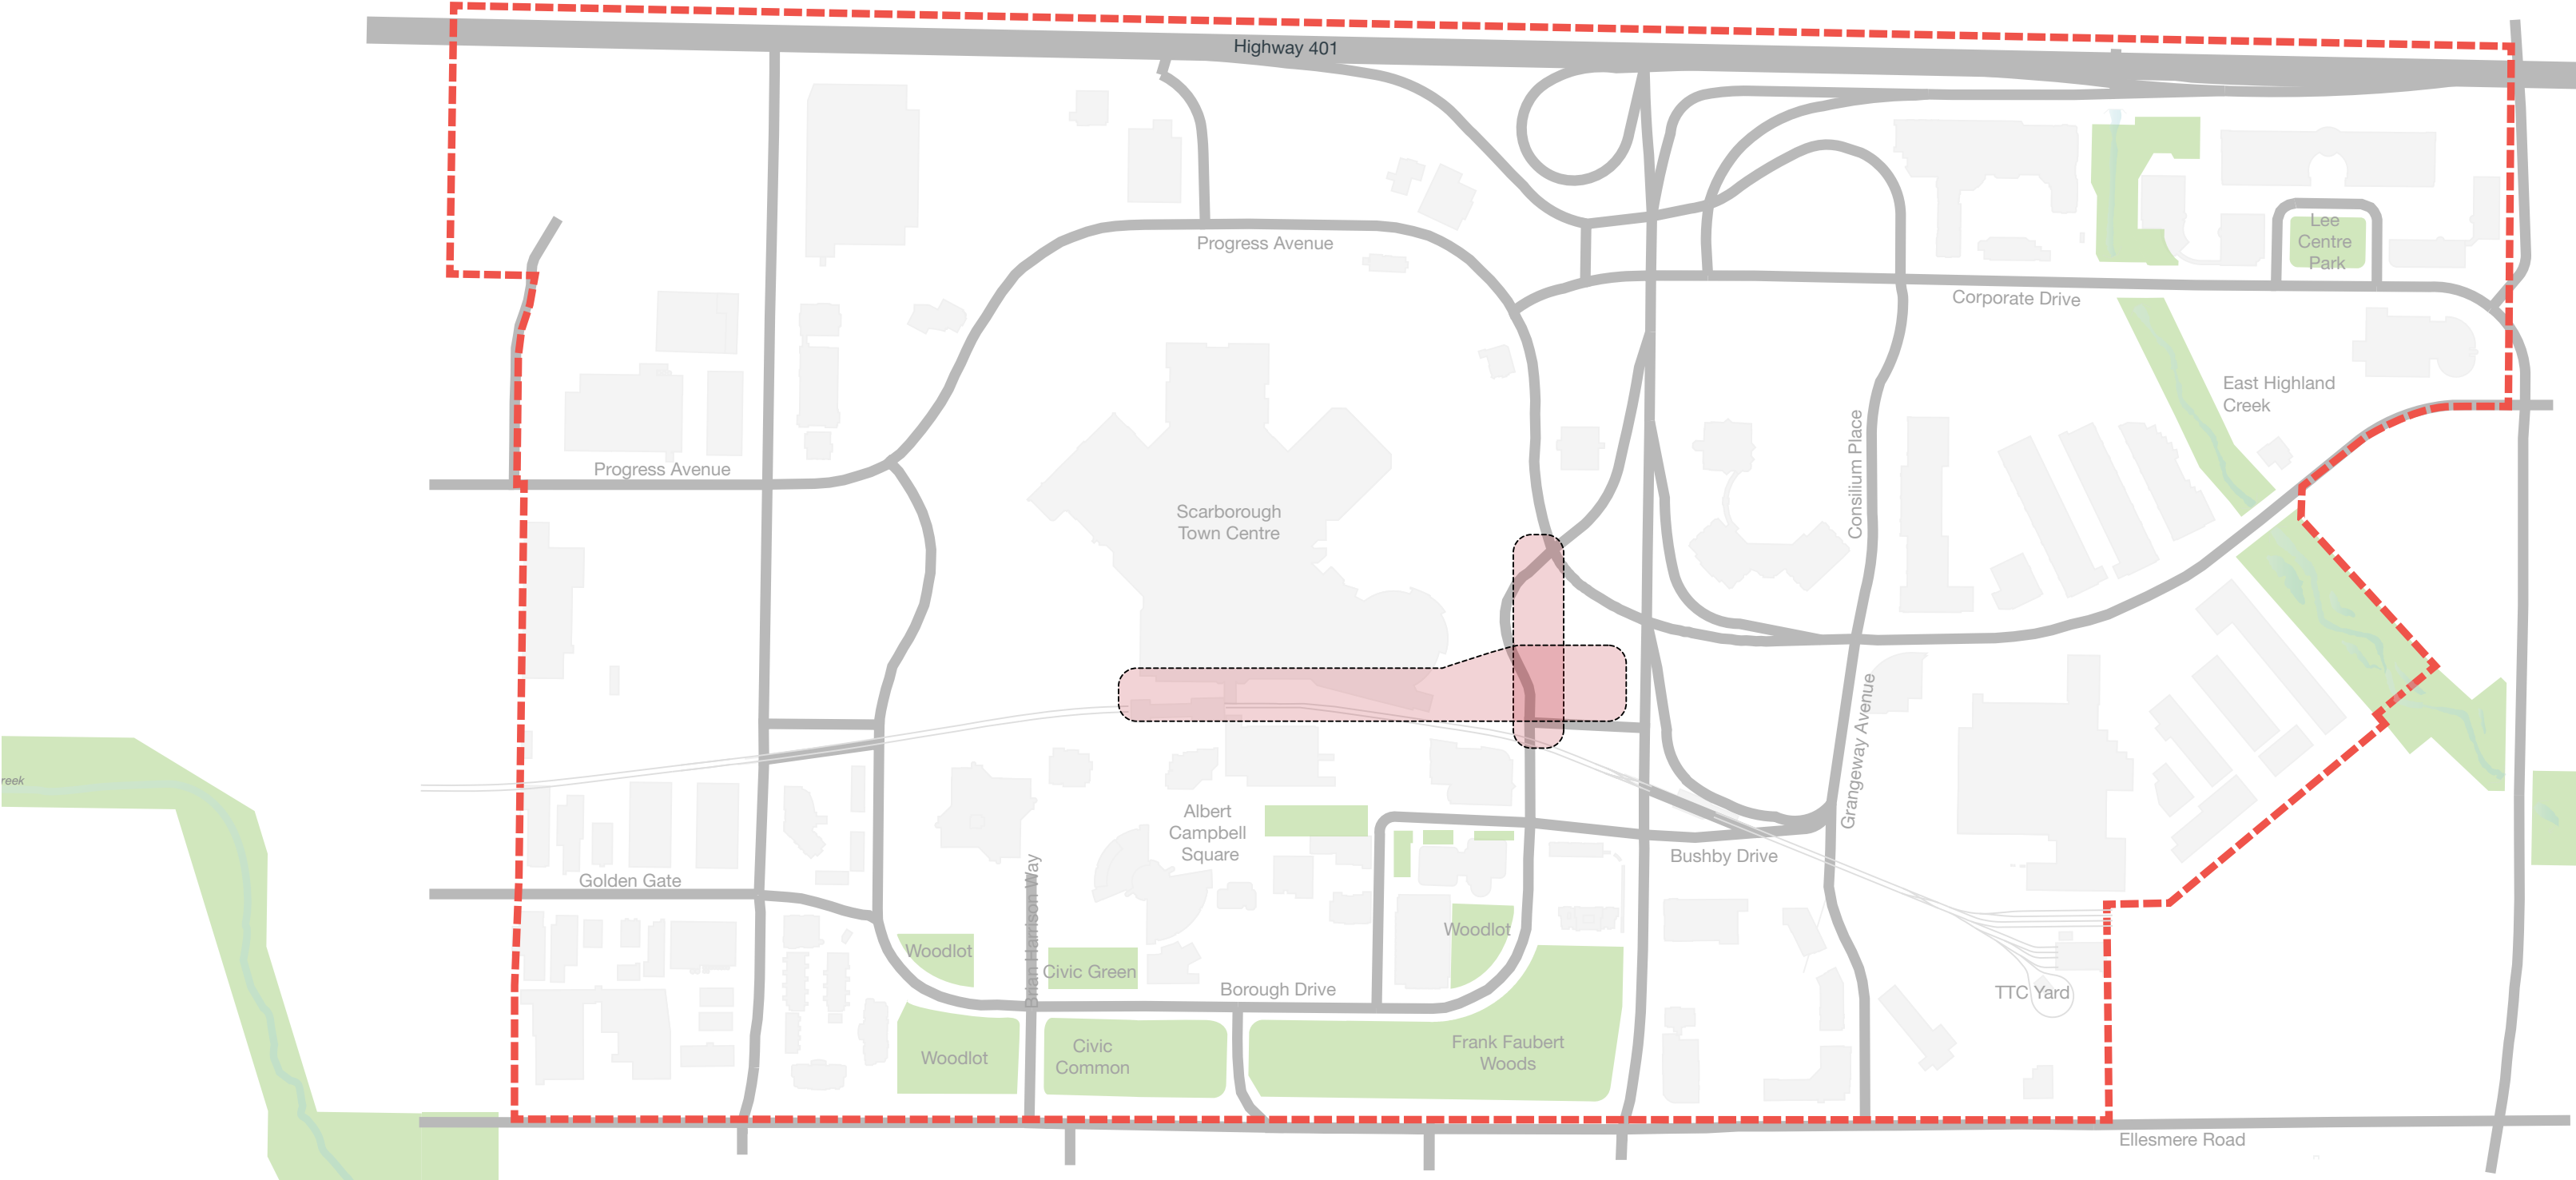 Highway 401
Progress Avenue
Lee
Centre
Park
Corporate Drive
East Highland
Creek
Progress Avenue
Consilium Place
Scarborough
Town Centre
Grangeway Avenue
reek
Albert
Campbell
Square
Bushby Drive
Golden Gate
Brian Harrison Way
Woodlot
Woodlot
Civic Green
Borough Drive
TTC Yard
Woodlot
Civic
Common
Frank Faubert
Woods
Ellesmere Road